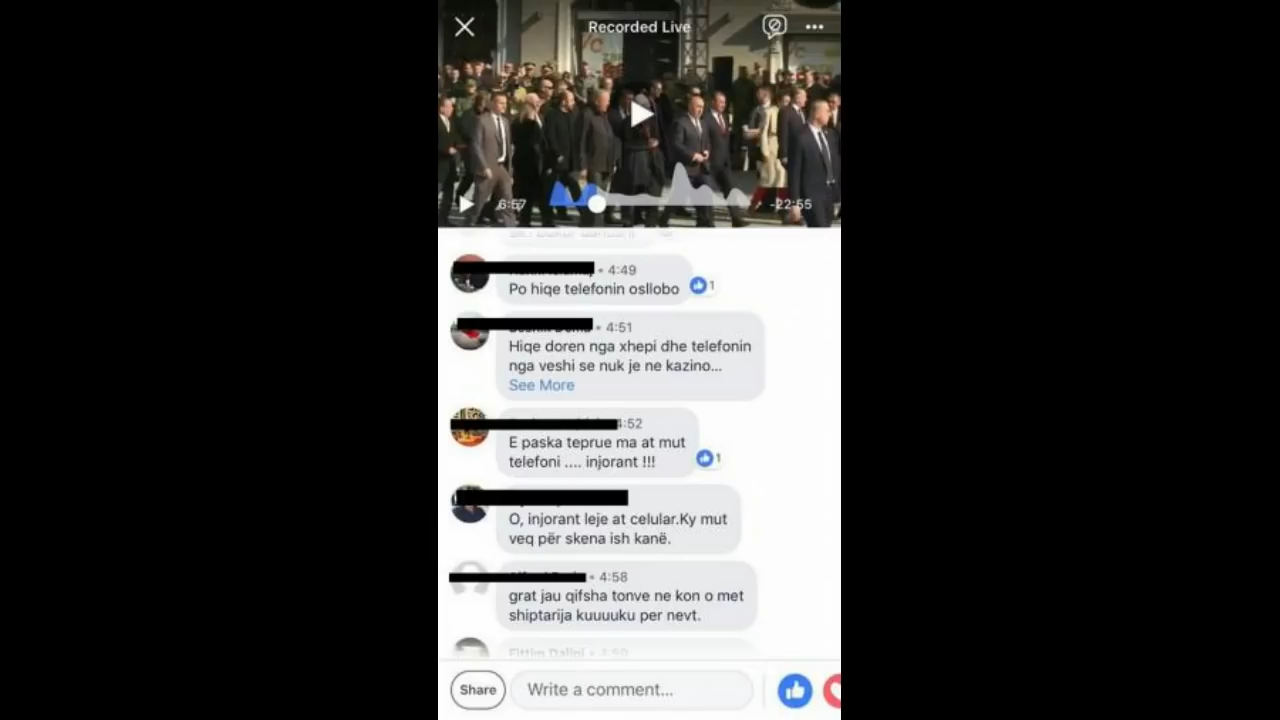 Recorded Live
6:57
-22:55
4:49
Po hiqe telefonin osllobo
1
4:51
Hiqe doren nga xhepi dhe telefonin
nga veshi se nuk je ne kazino...
See More
4:52
E paska teprue ma at mut
telefoni .... injorant !!!
1
O, injorant leje at celular.Ky mut
veq për skena ish kanë.
4:58
grat jau qifsha tonve ne kon o met
shiptarija kuuuuku per nevt.
Share
Write a comment...